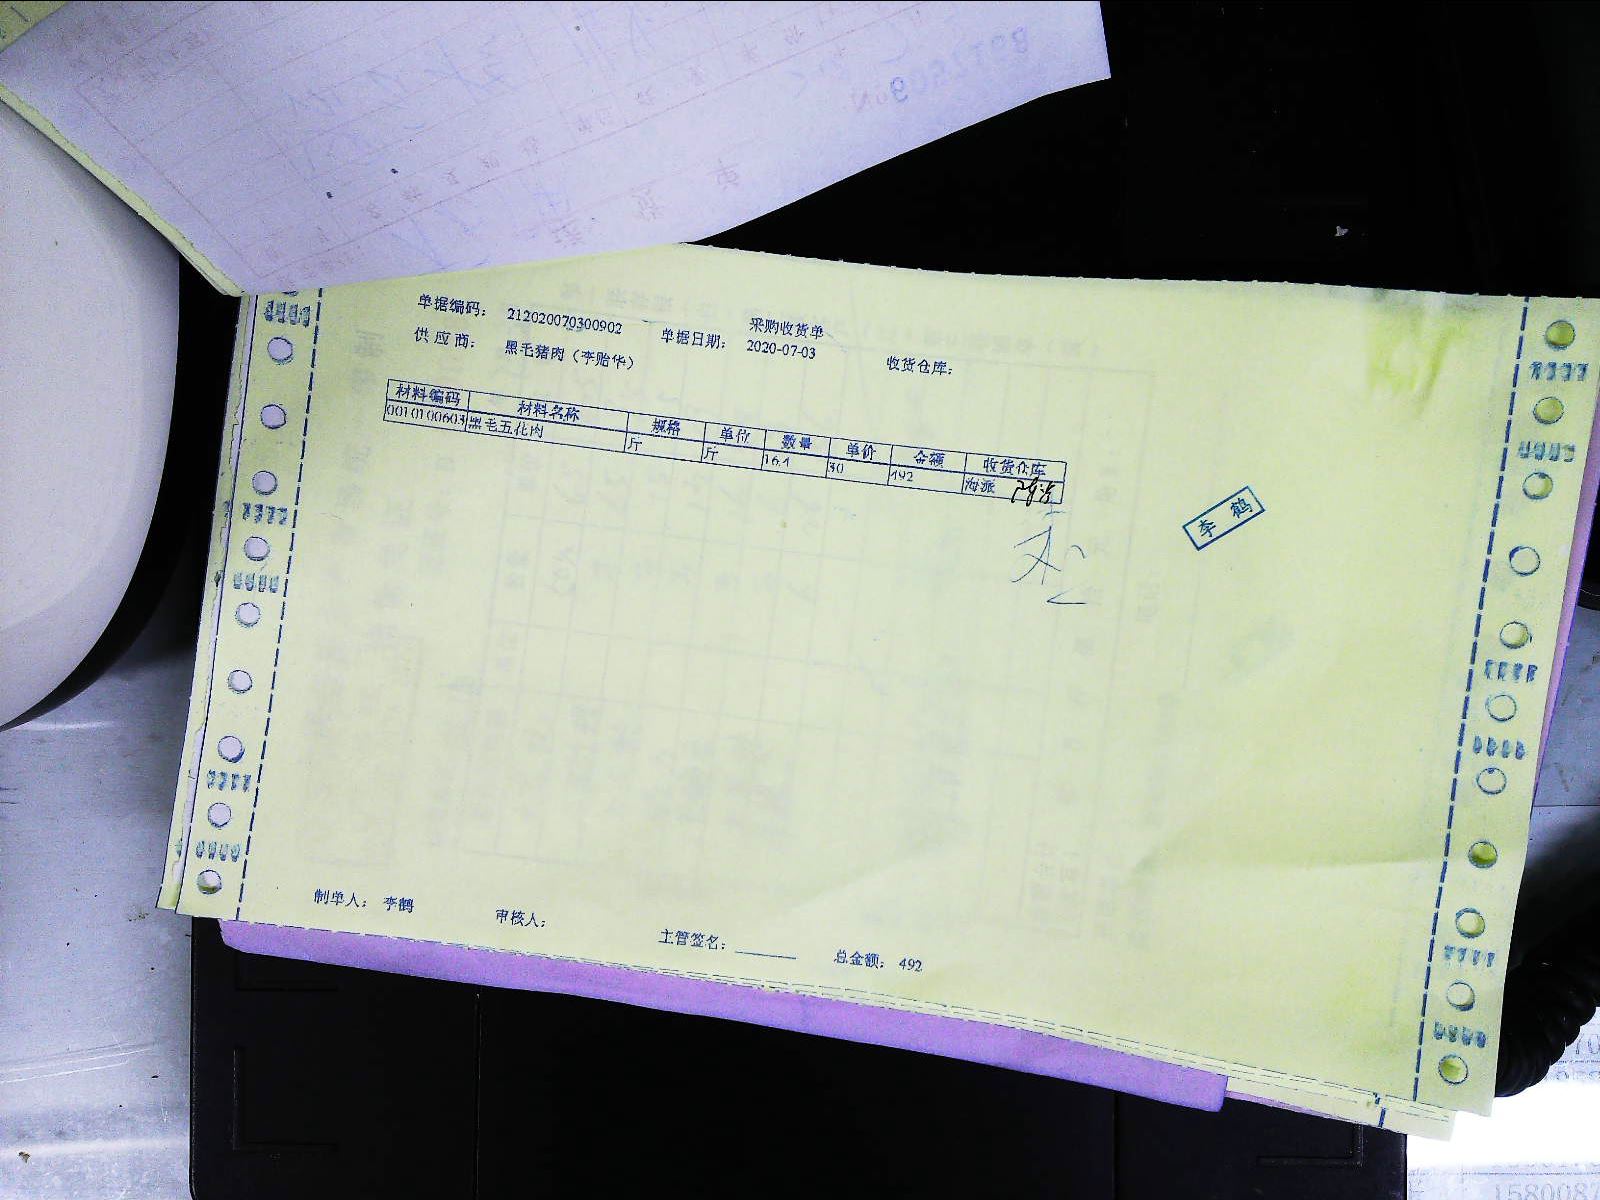 采购收货单
单据编码： 212020070300902 单据日期： 2020-07-03 收货仓库：
供应商： 黑毛猪肉（李贻华）
材料编码 材料名称 规格 单位 数量 单价 金额 收货仓库
0010100603 黑毛五花肉 斤 斤 16.4 30 492 海派
李鹤
制单人： 李鹤 审核人： 主管签名： 总金额： 492